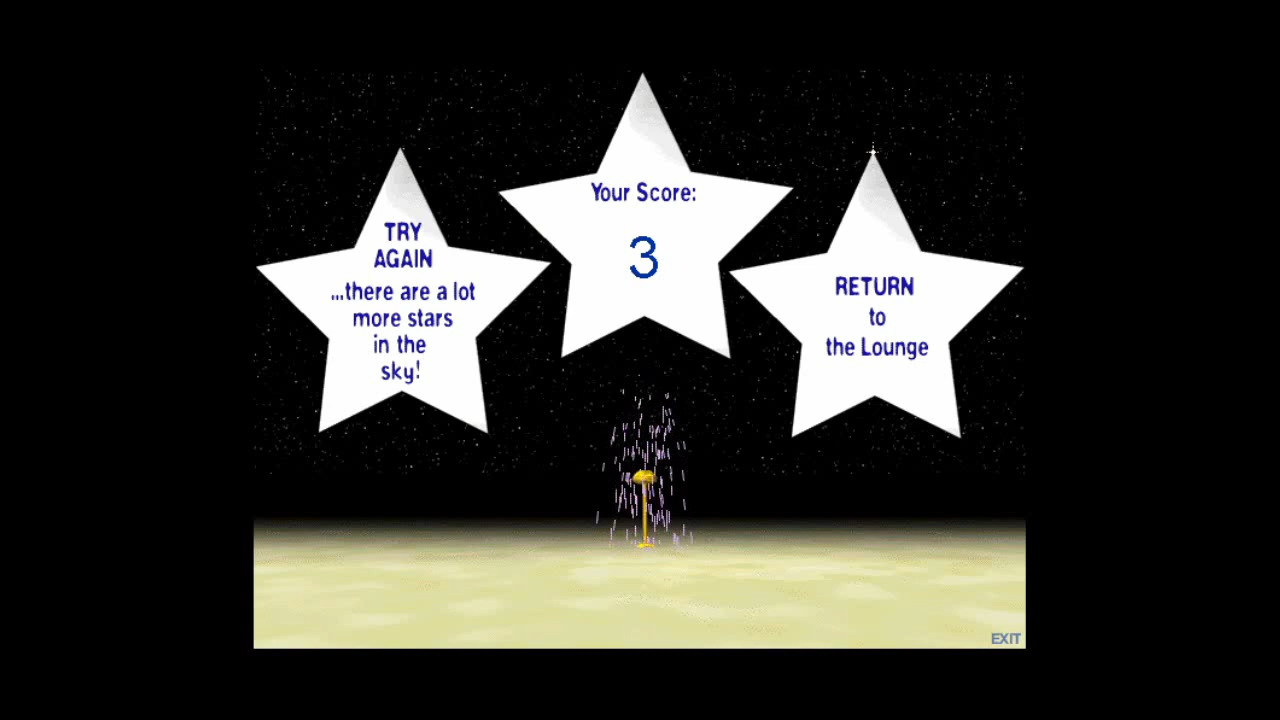 TRY
AGAIN
...there are a lot
more stars
in the
sky!
Your Score:
3
RETURN
to
the Lounge
EXIT